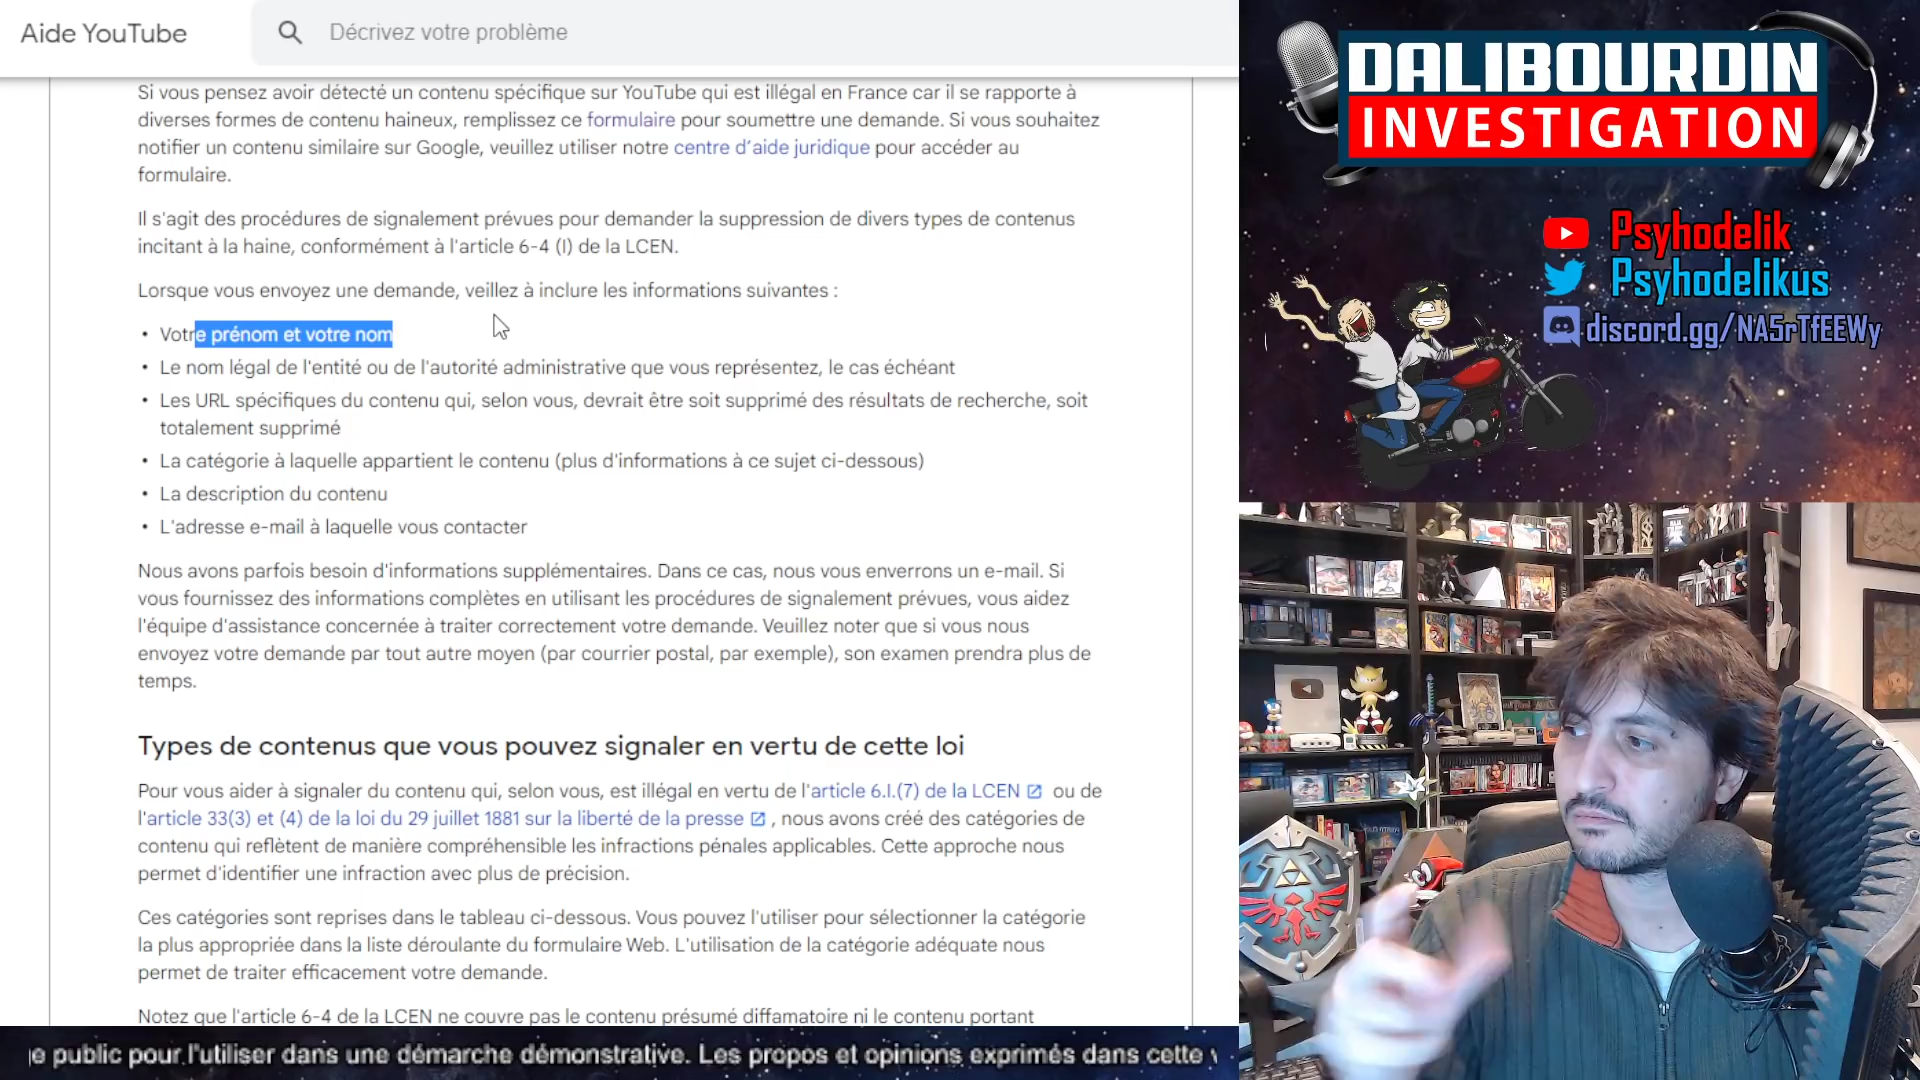 Aide YouTube
Décrivez votre problème
Si vous pensez avoir détecté un contenu spécifique sur YouTube qui est illégal en France car il se rapporte à
diverses formes de contenu haineux, remplissez ce formulaire pour soumettre une demande. Si vous souhaitez
notifier un contenu similaire sur Google, veuillez utiliser notre centre d'aide juridique pour accéder au
formulaire.
Il s'agit des procédures de signalement prévues pour demander la suppression de divers types de contenus
incitant à la haine, conformément à l'article 6-4 (I) de la LCEN.
Lorsque vous envoyez une demande, veillez à inclure les informations suivantes :
• Votre prénom et votre nom
• Le nom légal de l'entité ou de l'autorité administrative que vous représentez, le cas échéant
• Les URL spécifiques du contenu qui, selon vous, devrait être soit supprimé des résultats de recherche, soit
totalement supprimé
• La catégorie à laquelle appartient le contenu (plus d'informations à ce sujet ci-dessous)
• La description du contenu
• L'adresse e-mail à laquelle vous contacter
Nous avons parfois besoin d'informations supplémentaires. Dans ce cas, nous vous enverrons un e-mail. Si
vous fournissez des informations complètes en utilisant les procédures de signalement prévues, vous aidez
l'équipe d'assistance concernée à traiter correctement votre demande. Veuillez noter que si vous nous
envoyez votre demande par tout autre moyen (par courrier postal, par exemple), son examen prendra plus de
temps.
Types de contenus que vous pouvez signaler en vertu de cette loi
Pour vous aider à signaler du contenu qui, selon vous, est illégal en vertu de l'article 6.I.(7) de la LCEN ou de
l'article 33(3) et (4) de la loi du 29 juillet 1881 sur la liberté de la presse , nous avons créé des catégories de
contenu qui reflètent de manière compréhensible les infractions pénales applicables. Cette approche nous
permet d'identifier une infraction avec plus de précision.
Ces catégories sont reprises dans le tableau ci-dessous. Vous pouvez l'utiliser pour sélectionner la catégorie
la plus appropriée dans la liste déroulante du formulaire Web. L'utilisation de la catégorie adéquate nous
permet de traiter efficacement votre demande.
Notez que l'article 6-4 de la LCEN ne couvre pas le contenu présumé diffamatoire ni le contenu portant
e public pour l'utiliser dans une démarche démonstrative. Les propos et opinions exprimés dans cette
DALIBOURDIN
INVESTIGATION
Psyhodelik
Psyhodelikus
discord.gg/NA5rTfEEWy